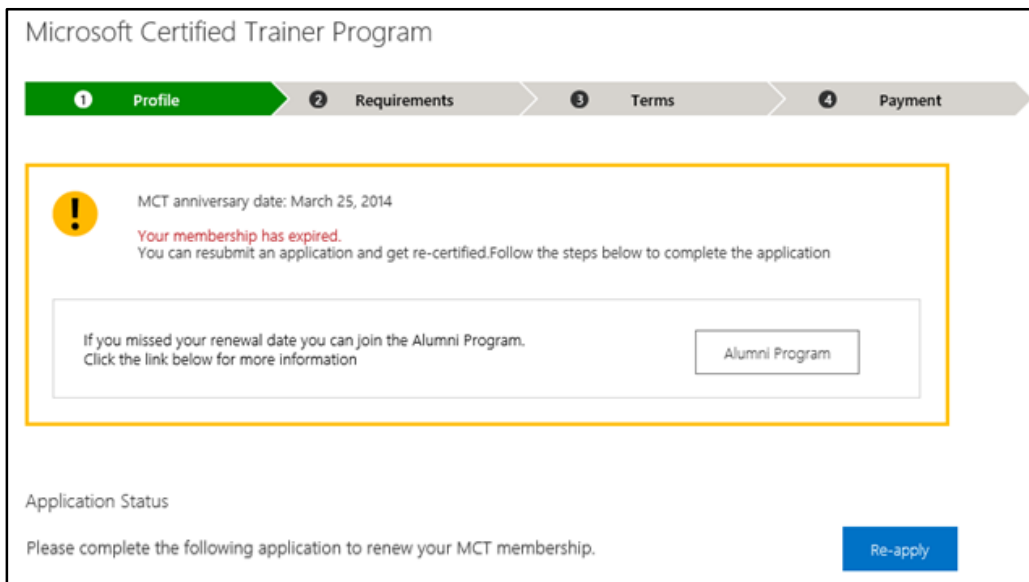 Microsoft Certified Trainer Program
1 Profile 2 Requirements 3 Terms 4 Payment
! MCT anniversary date: March 25, 2014
Your membership has expired.
You can resubmit an application and get re-certified.Follow the steps below to complete the application
If you missed your renewal date you can join the Alumni Program.
Click the link below for more information
Alumni Program
Application Status
Please complete the following application to renew your MCT membership.
Re-apply